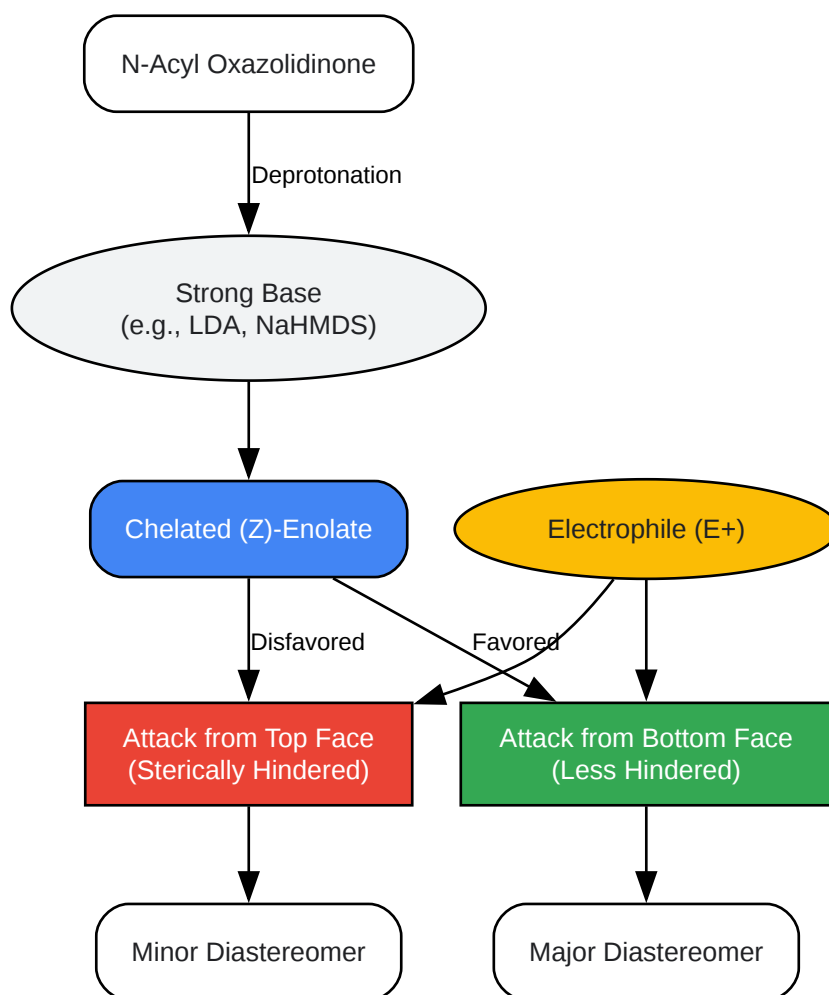 N-Acyl Oxazolidinone
Deprotonation
Strong Base
(e.g., LDA, NaHMDS)
Chelated (Z)-Enolate
Electrophile (E+)
Disfavored
Favored
Attack from Top Face
(Sterically Hindered)
Attack from Bottom Face
(Less Hindered)
Minor Diastereomer
Major Diastereomer